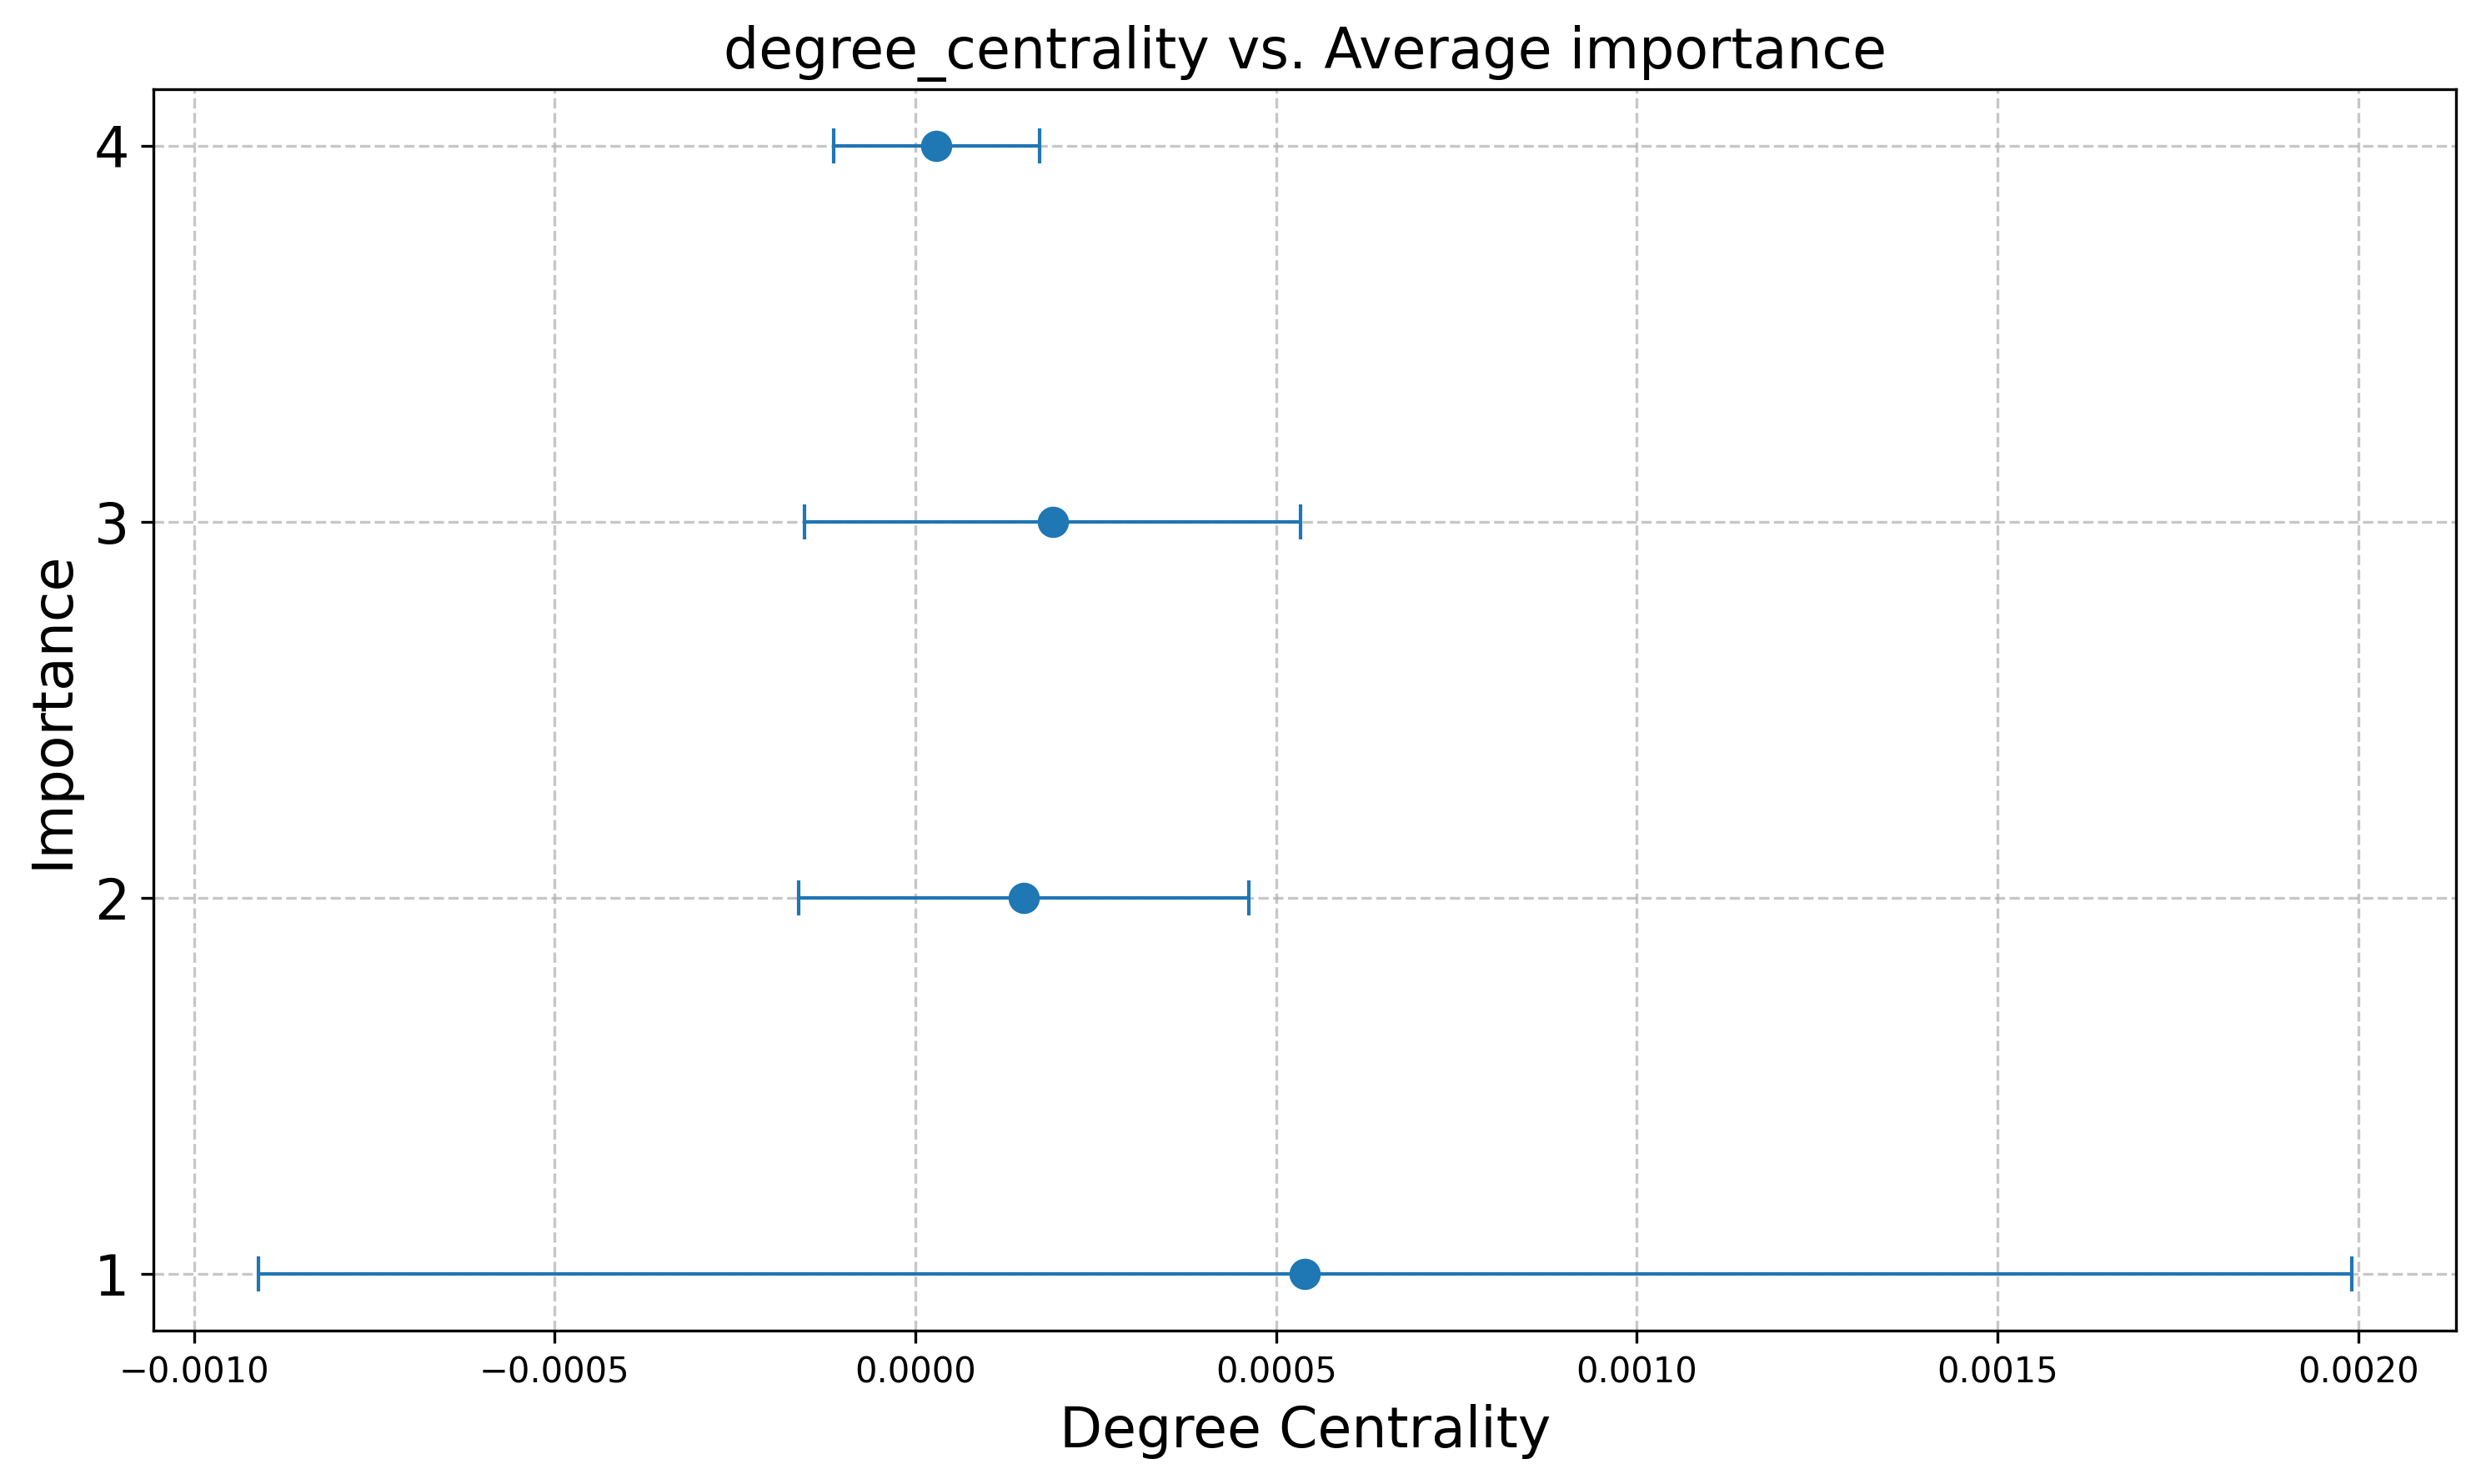 degree_centrality vs. Average importance
4
3
2
1
Importance
−0.0010 −0.0005 0.0000 0.0005 0.0010 0.0015 0.0020
Degree Centrality